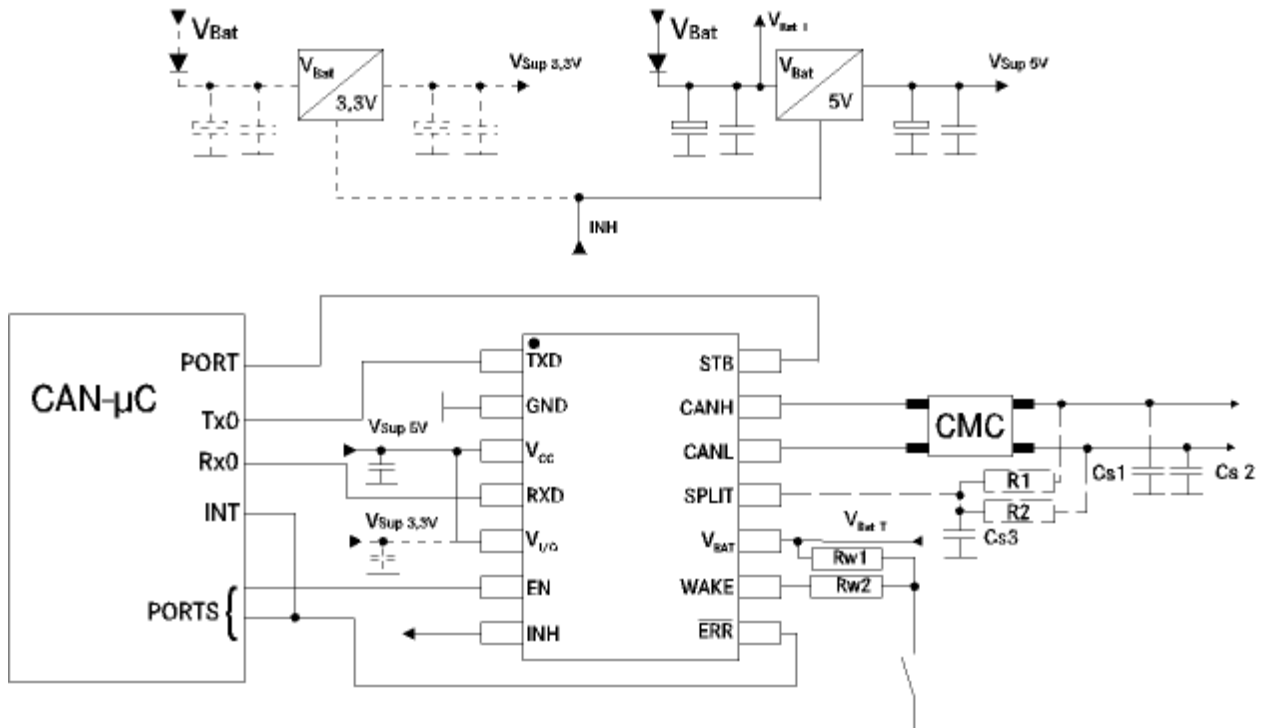 VBat
VBat
3,3V
VSup 3,3V
VBat
VBat T
VBat
5V
VSup 5V
INH
CAN-µC
PORT
Tx0
Rx0
INT
PORTS {
VSup 5V
VSup 3,3V
TXD
GND
VCC
RXD
VI/O
EN
INH
STB
CANH
CANL
SPLIT
VBAT
WAKE
ERR
CMC
R1
R2
Cs1
Cs 2
Cs3
VBat T
Rw1
Rw2